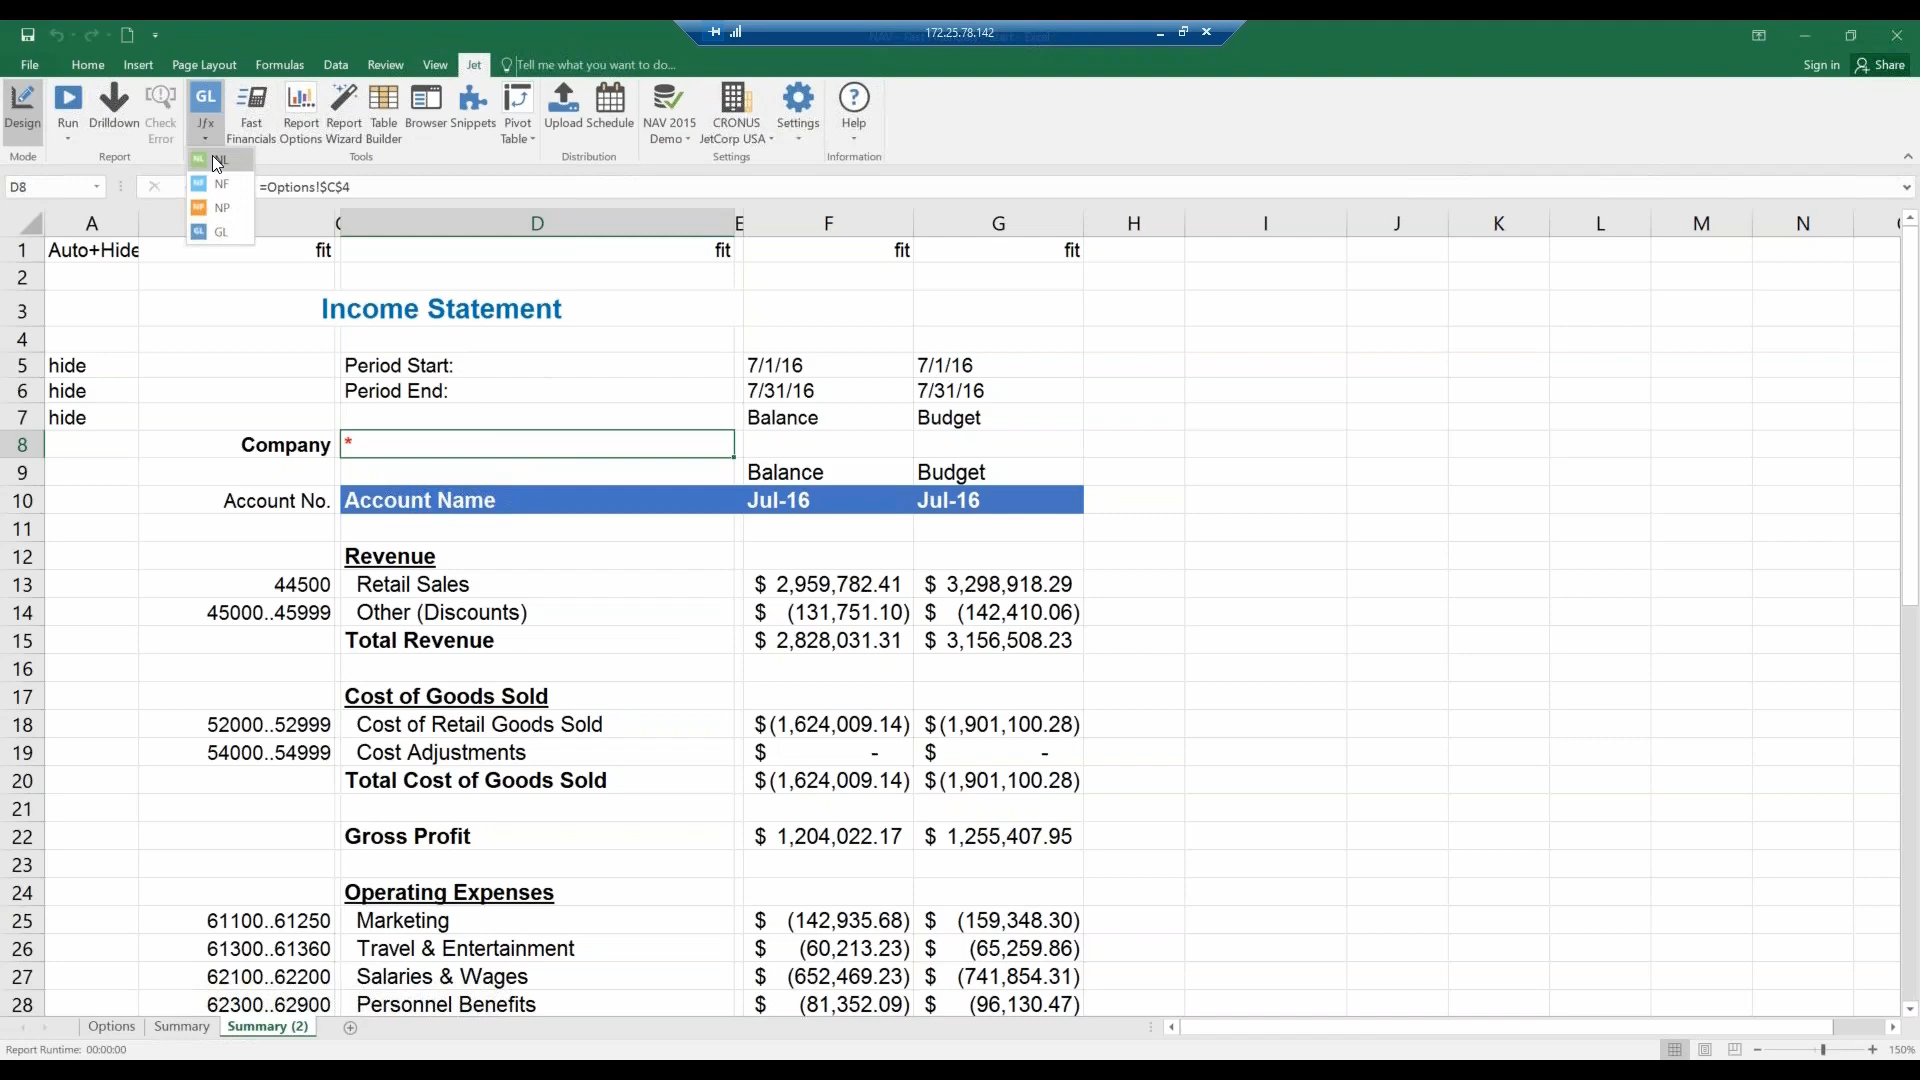 172.25.78.142
File Home Insert Page Layout Formulas Data Review View Jet Tell me what you want to do... Sign in Share
Design Run Drilldown Check Error GL Jfx Fast Financials Report Options Report Wizard Table Builder Browser Snippets Pivot Table Upload Schedule NAV 2015 Demo CRONUS JetCorp USA Settings Help
Mode Report Tools Distribution Settings Information
NL NL
NF NF
NP NP
GL GL
D8 =Options!$C$4
A D E F G H I J K L M N
1 Auto+Hide fit fit fit fit
2
3 Income Statement
4
5 hide Period Start: 7/1/16 7/1/16
6 hide Period End: 7/31/16 7/31/16
7 hide Balance Budget
8 Company *
9 Balance Budget
10 Account No. Account Name Jul-16 Jul-16
11
12 Revenue
13 44500 Retail Sales $ 2,959,782.41 $ 3,298,918.29
14 45000..45999 Other (Discounts) $ (131,751.10) $ (142,410.06)
15 Total Revenue $ 2,828,031.31 $ 3,156,508.23
16
17 Cost of Goods Sold
18 52000..52999 Cost of Retail Goods Sold $(1,624,009.14) $(1,901,100.28)
19 54000..54999 Cost Adjustments $ - $ -
20 Total Cost of Goods Sold $(1,624,009.14) $(1,901,100.28)
21
22 Gross Profit $ 1,204,022.17 $ 1,255,407.95
23
24 Operating Expenses
25 61100..61250 Marketing $ (142,935.68) $ (159,348.30)
26 61300..61360 Travel & Entertainment $ (60,213.23) $ (65,259.86)
27 62100..62200 Salaries & Wages $ (652,469.23) $ (741,854.31)
28 62300..62900 Personnel Benefits $ (81,352.09) $ (96,130.47)
Options Summary Summary (2)
Report Runtime: 00:00:00 150%